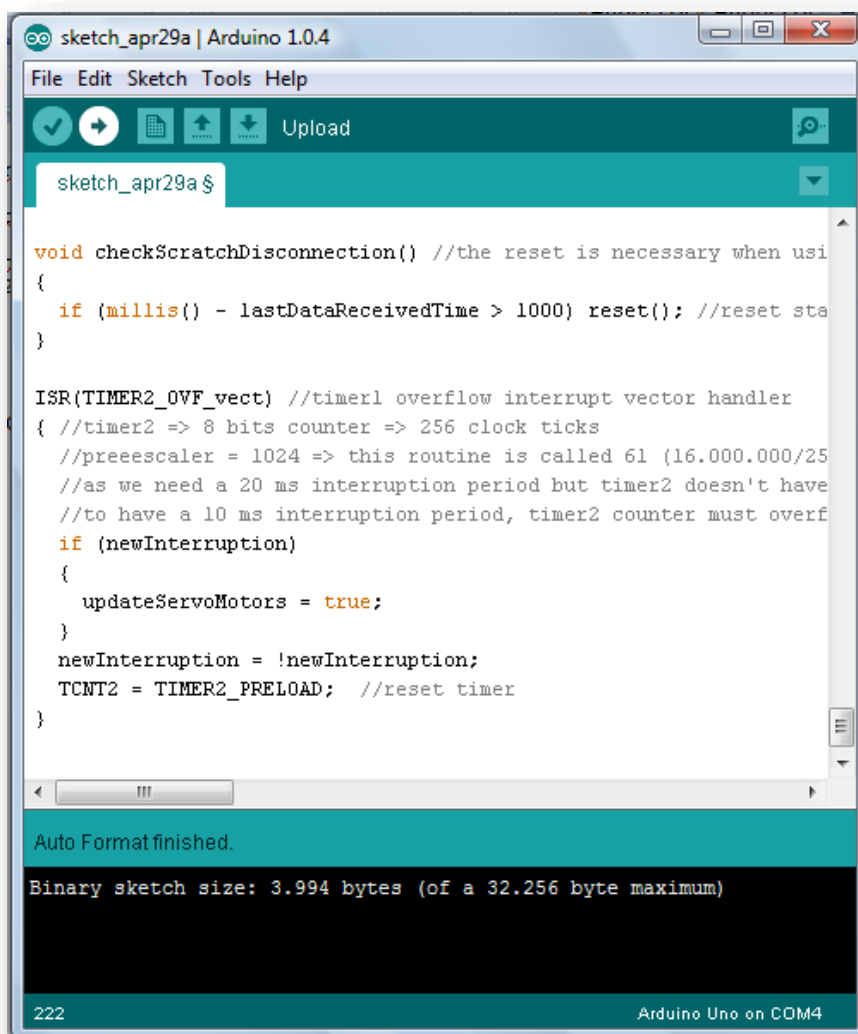 sketch_apr29a | Arduino 1.0.4
File Edit Sketch Tools Help
Upload
sketch_apr29a §
void checkScratchDisconnection() //the reset is necessary when usi
{
if (millis() - lastDataReceivedTime > 1000) reset(); //reset sta
}
ISR(TIMER2_OVF_vect) //timer1 overflow interrupt vector handler
{ //timer2 => 8 bits counter => 256 clock ticks
//preeescaler = 1024 => this routine is called 61 (16.000.000/25
//as we need a 20 ms interruption period but timer2 doesn't have
//to have a 10 ms interruption period, timer2 counter must overf
if (newInterruption)
{
updateServoMotors = true;
}
newInterruption = !newInterruption;
TCNT2 = TIMER2_PRELOAD; //reset timer
}
Auto Format finished.
Binary sketch size: 3.994 bytes (of a 32.256 byte maximum)
222
Arduino Uno on COM4